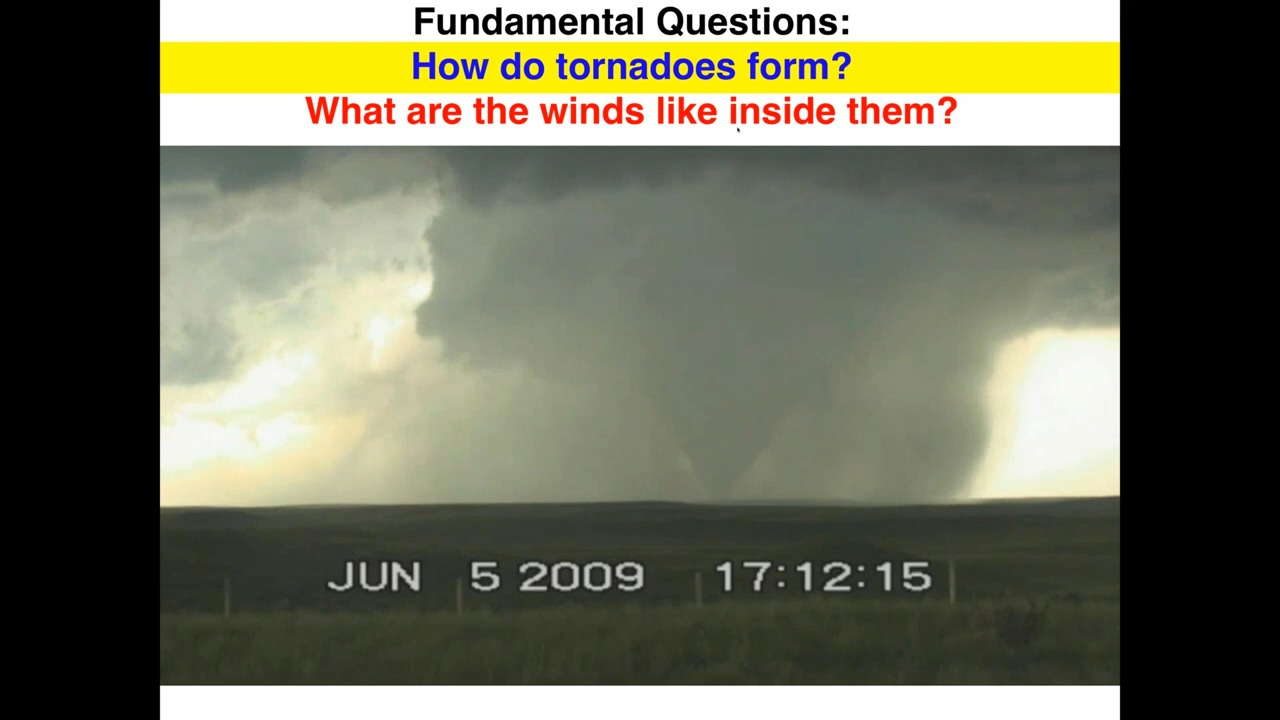 Fundamental Questions:
How do tornadoes form?
What are the winds like inside them?
JUN 5 2009 17:12:15